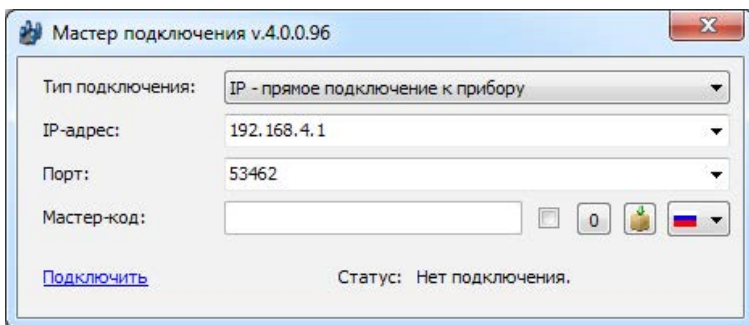 Мастер подключения v.4.0.0.96
Тип подключения: IP - прямое подключение к прибору
IP-адрес: 192.168.4.1
Порт: 53462
Мастер-код: 0
Подключить Статус: Нет подключения.